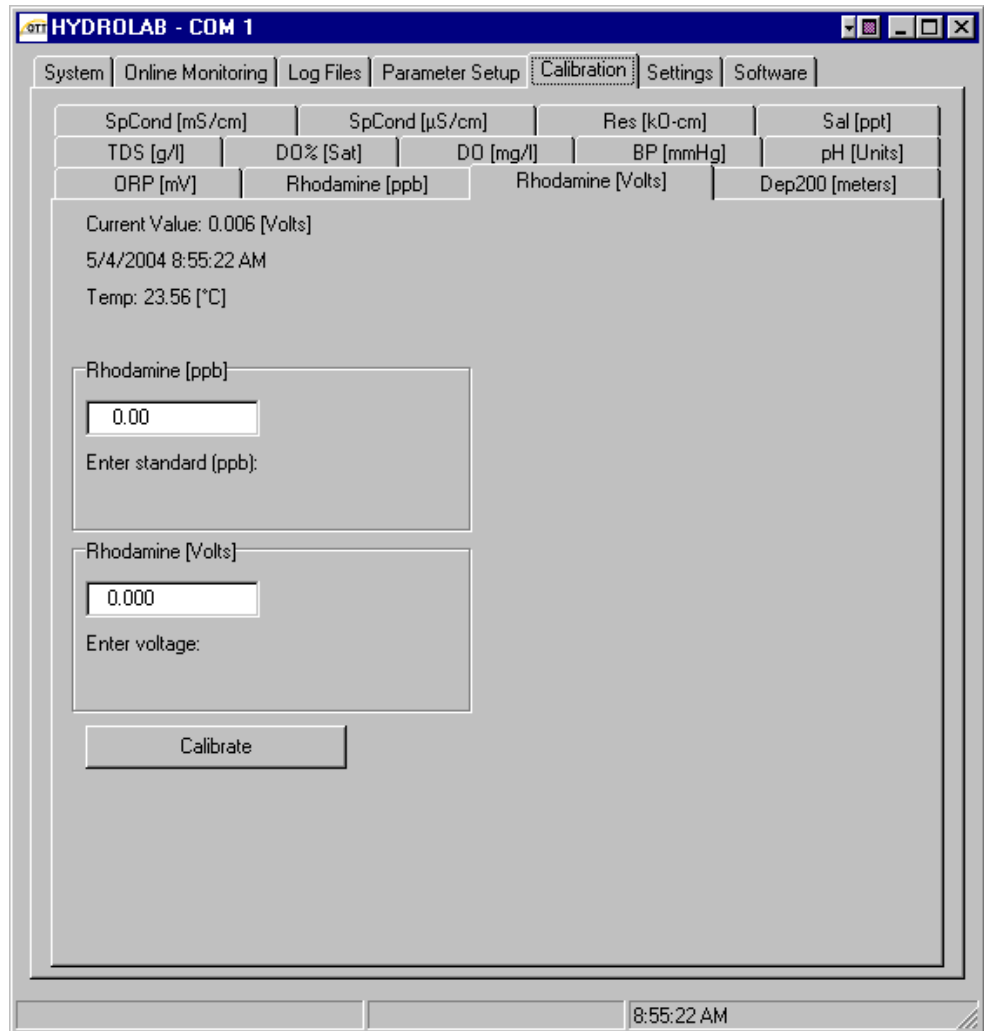 OTT HYDROLAB - COM 1
System Online Monitoring Log Files Parameter Setup Calibration Settings Software
SpCond [mS/cm] SpCond [µS/cm] Res [kO-cm] Sal [ppt]
TDS [g/l] DO% [Sat] DO [mg/l] BP [mmHg] pH [Units]
ORP [mV] Rhodamine [ppb] Rhodamine [Volts] Dep200 [meters]
Current Value: 0.006 [Volts]
5/4/2004 8:55:22 AM
Temp: 23.56 [°C]
Rhodamine [ppb]
0.00
Enter standard (ppb):
Rhodamine [Volts]
0.000
Enter voltage:
Calibrate
8:55:22 AM